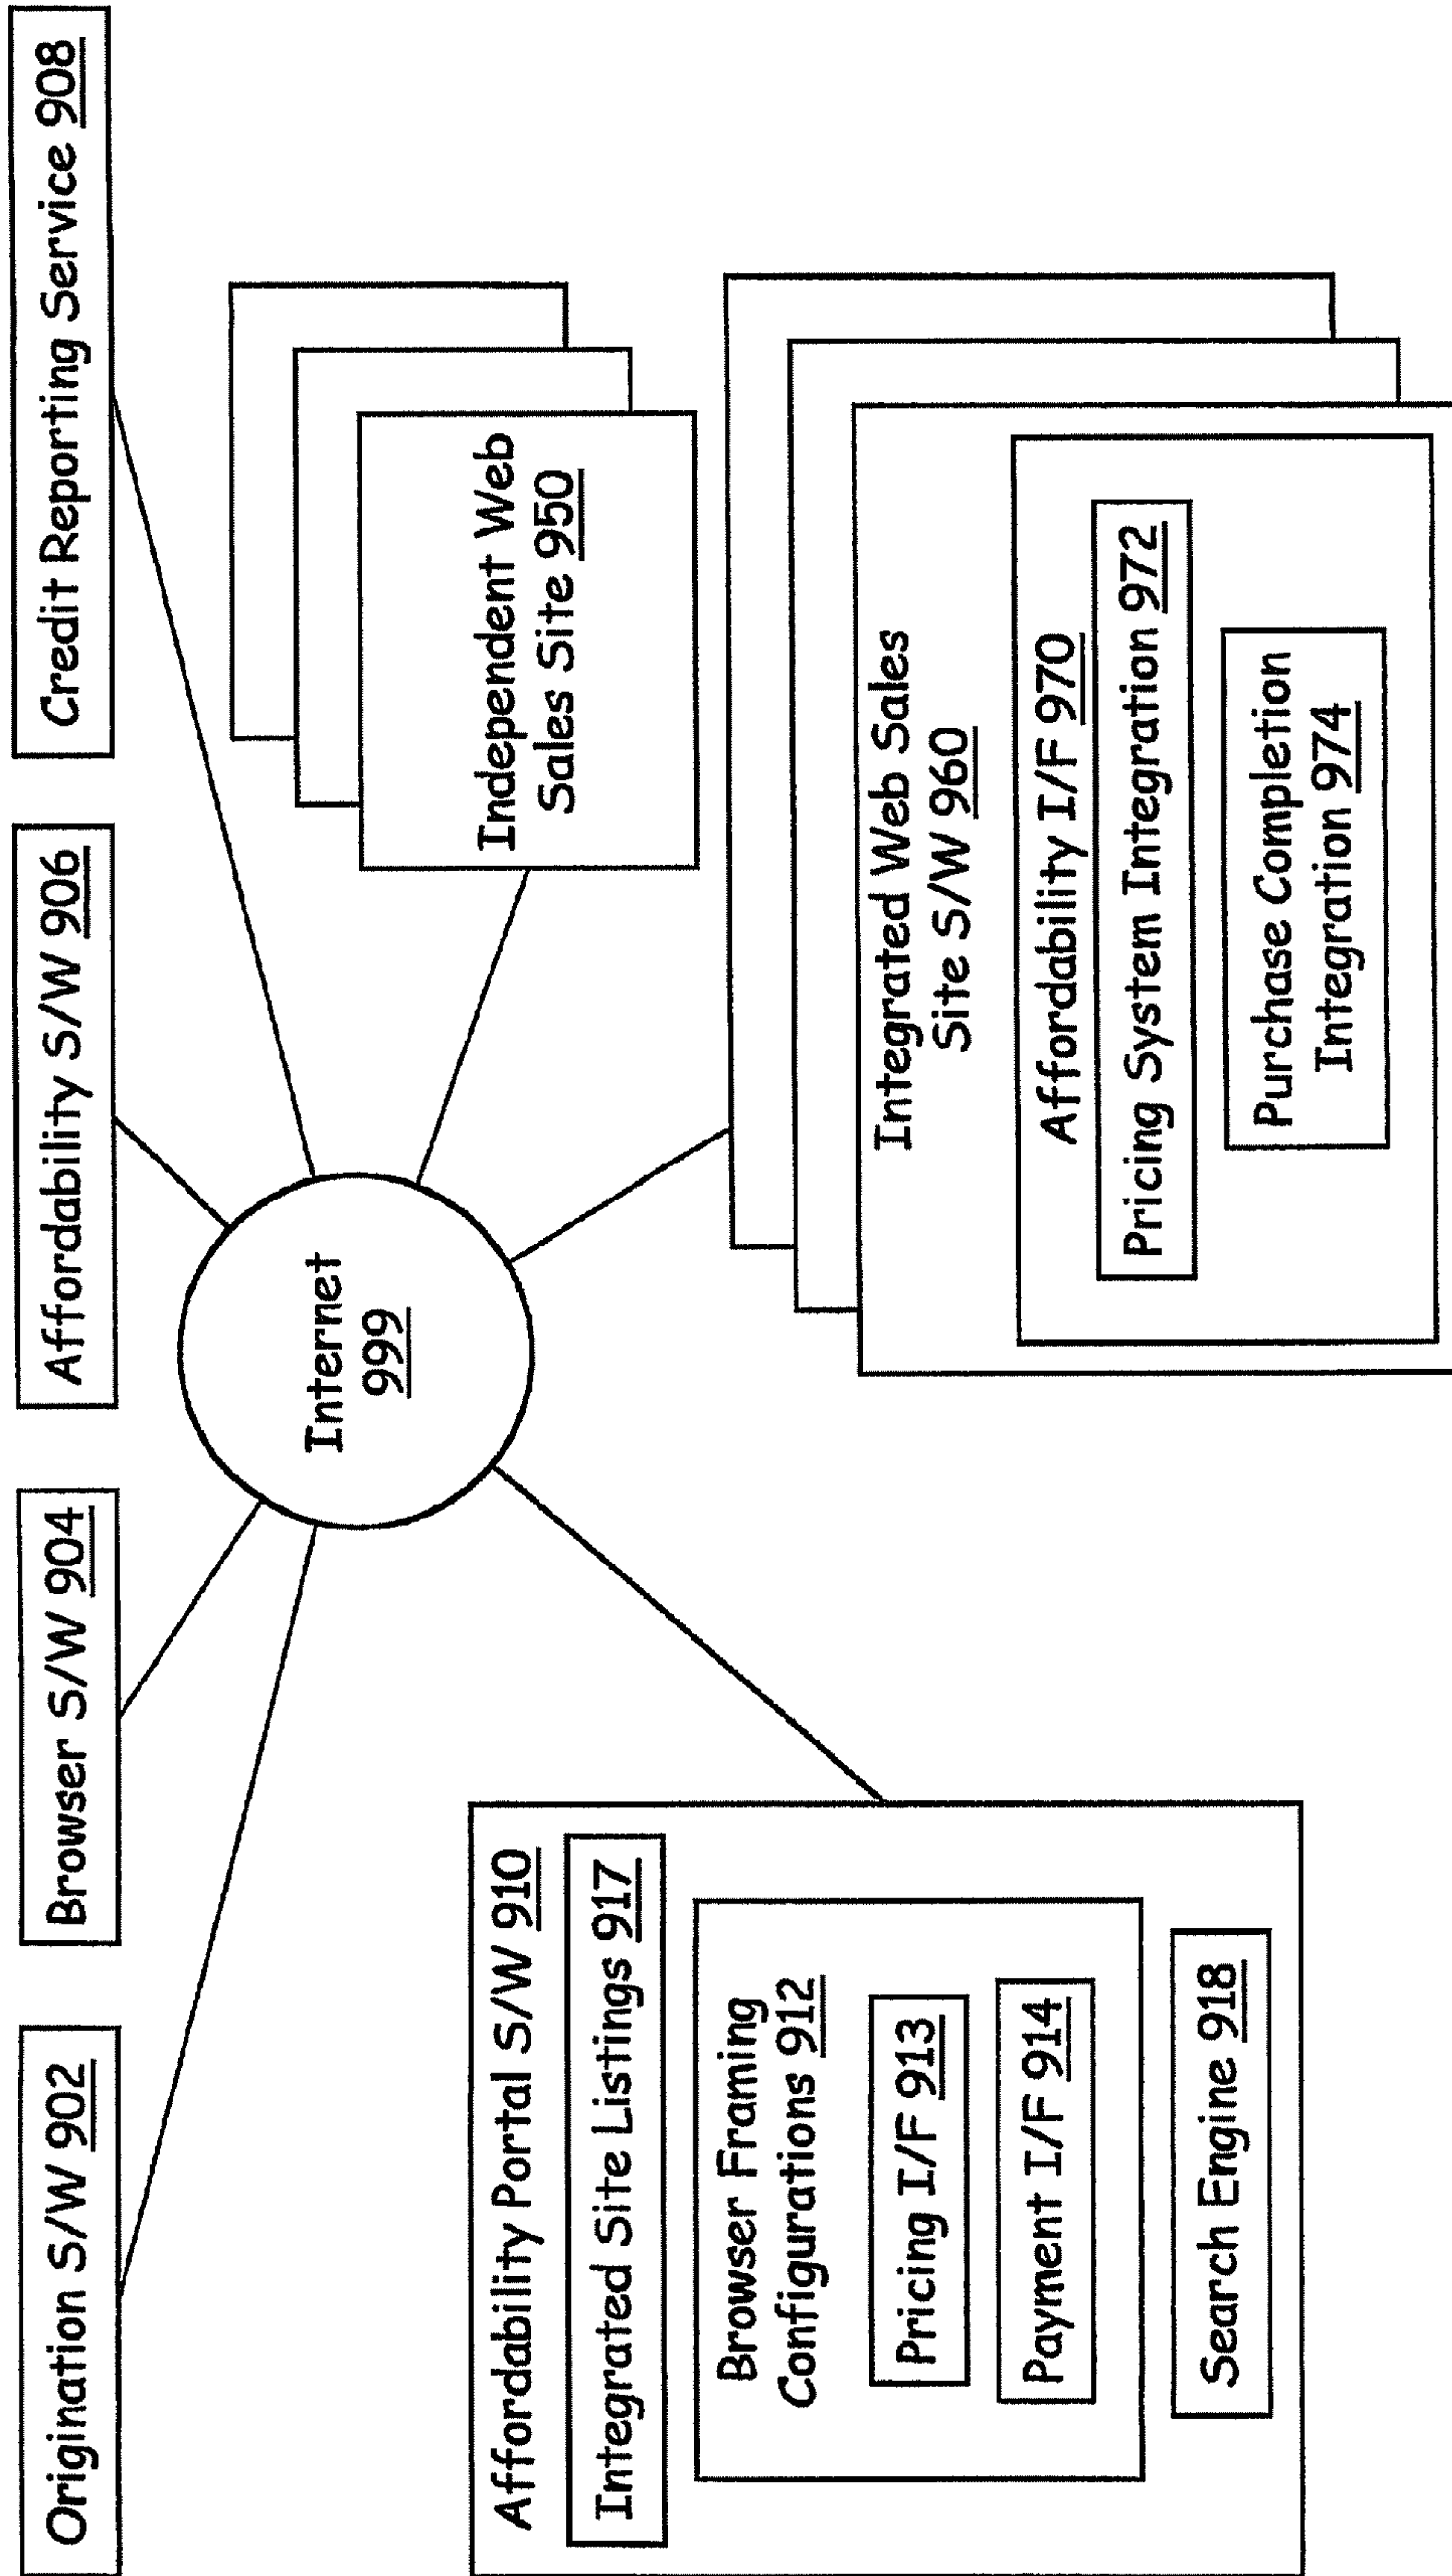 Origination S/W 902
Browser S/W 904
Affordability S/W 906
Credit Reporting Service 908
Internet
999
Independent Web
Sales Site 950
Affordability Portal S/W 910
Integrated Site Listings 917
Browser Framing
Configurations 912
Pricing I/F 913
Payment I/F 914
Search Engine 918
Integrated Web Sales
Site S/W 960
Affordability I/F 970
Pricing System Integration 972
Purchase Completion
Integration 974